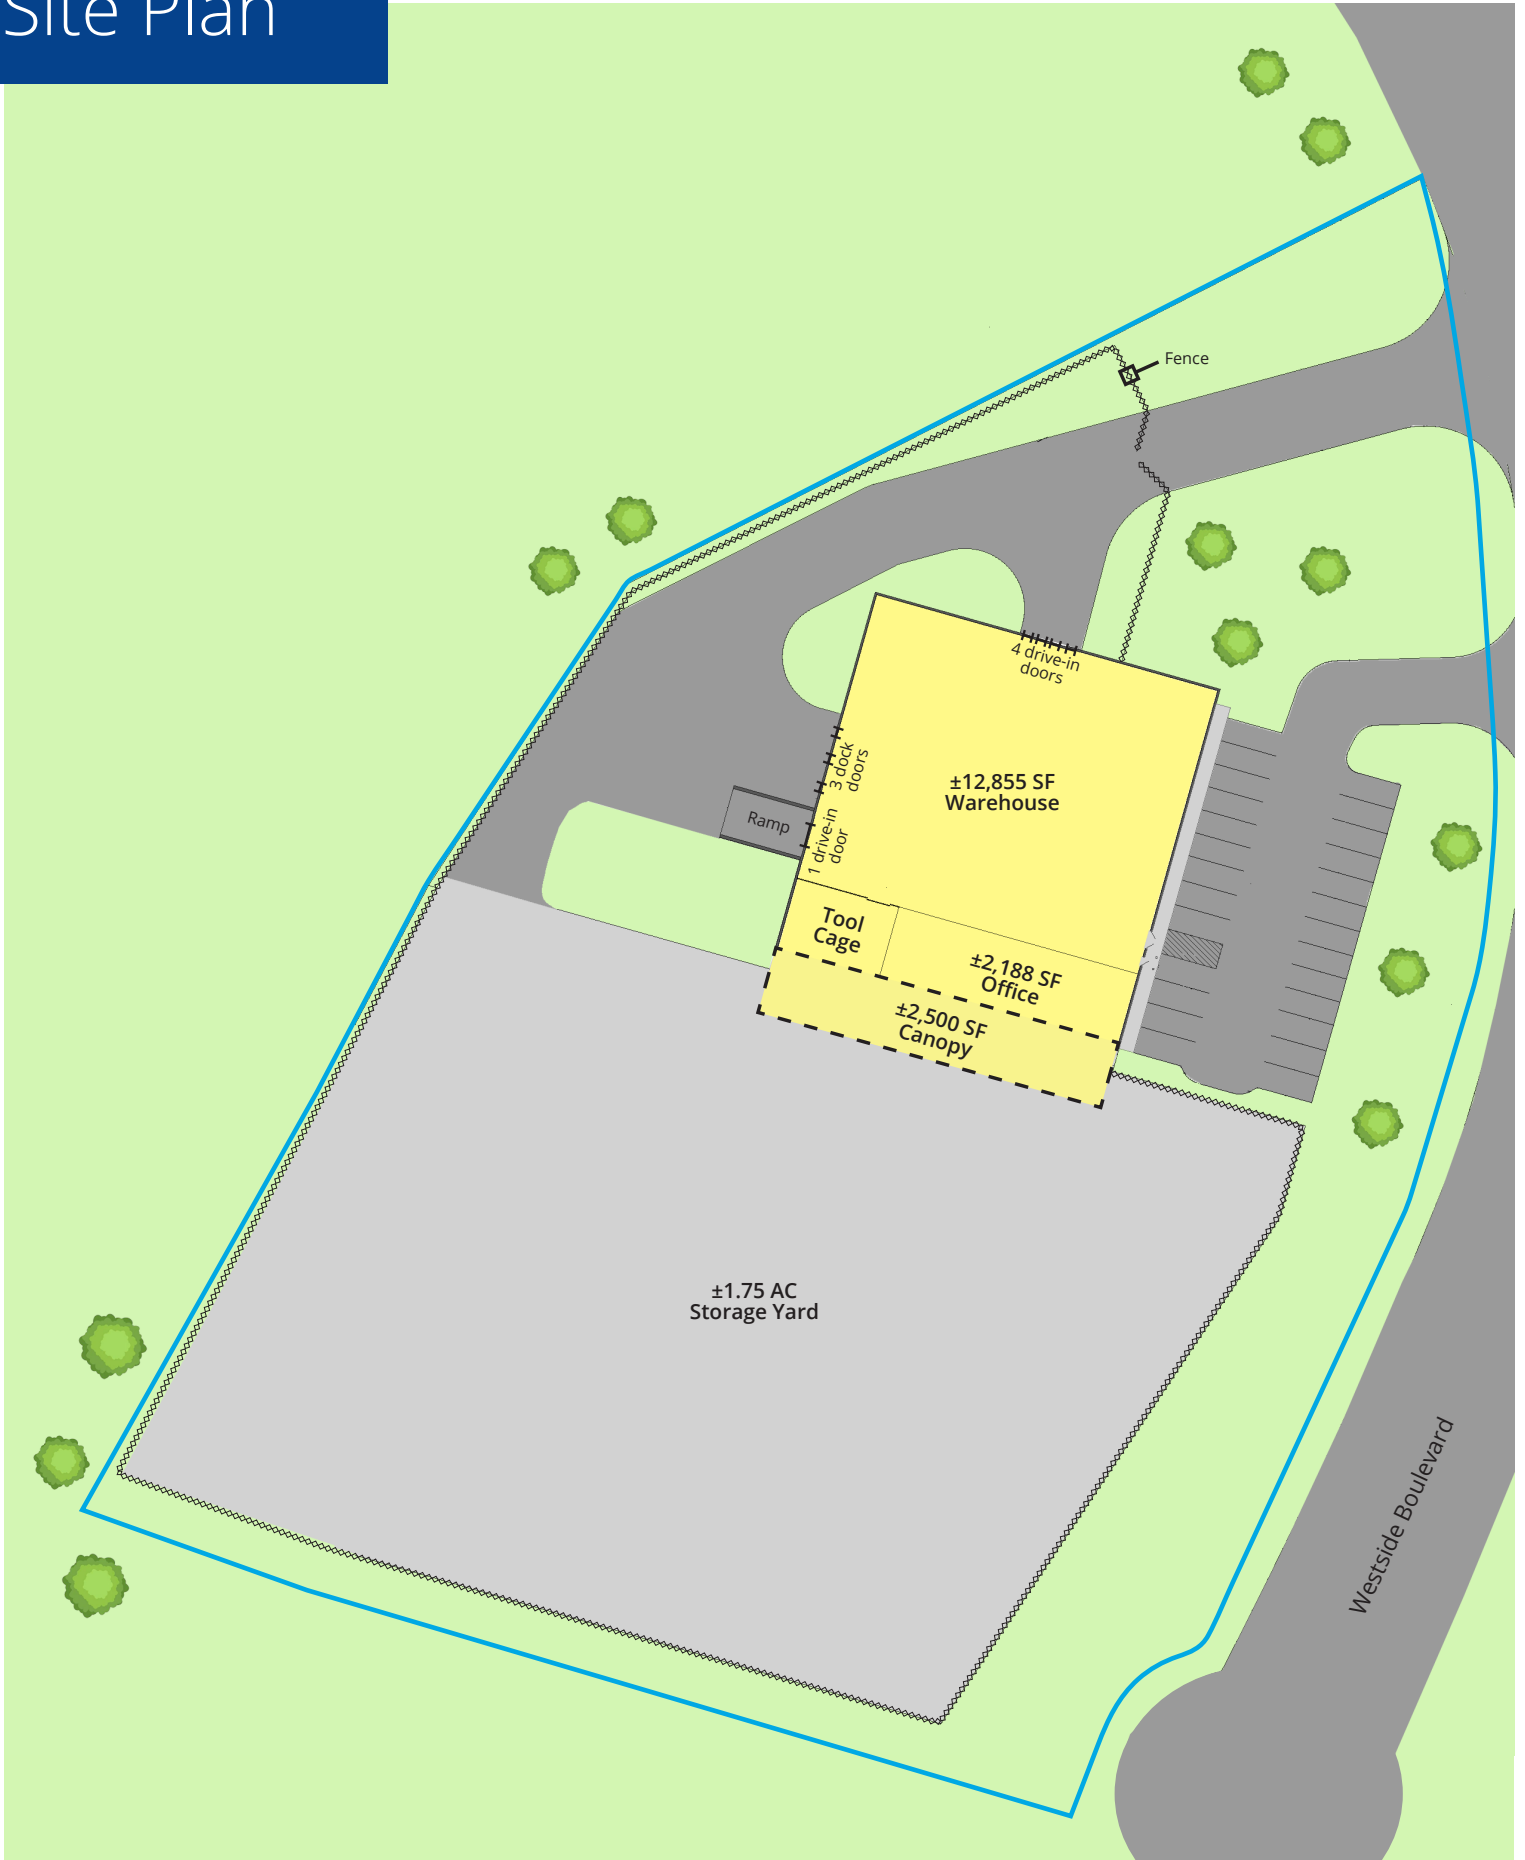 Site Plan
Fence
4 drive-in
doors
3 dock
doors
±12,855 SF
Warehouse
Ramp
1 drive-in
door
Tool
Cage
±2,188 SF
Office
±2,500 SF
Canopy
±1.75 AC
Storage Yard
Westside Boulevard